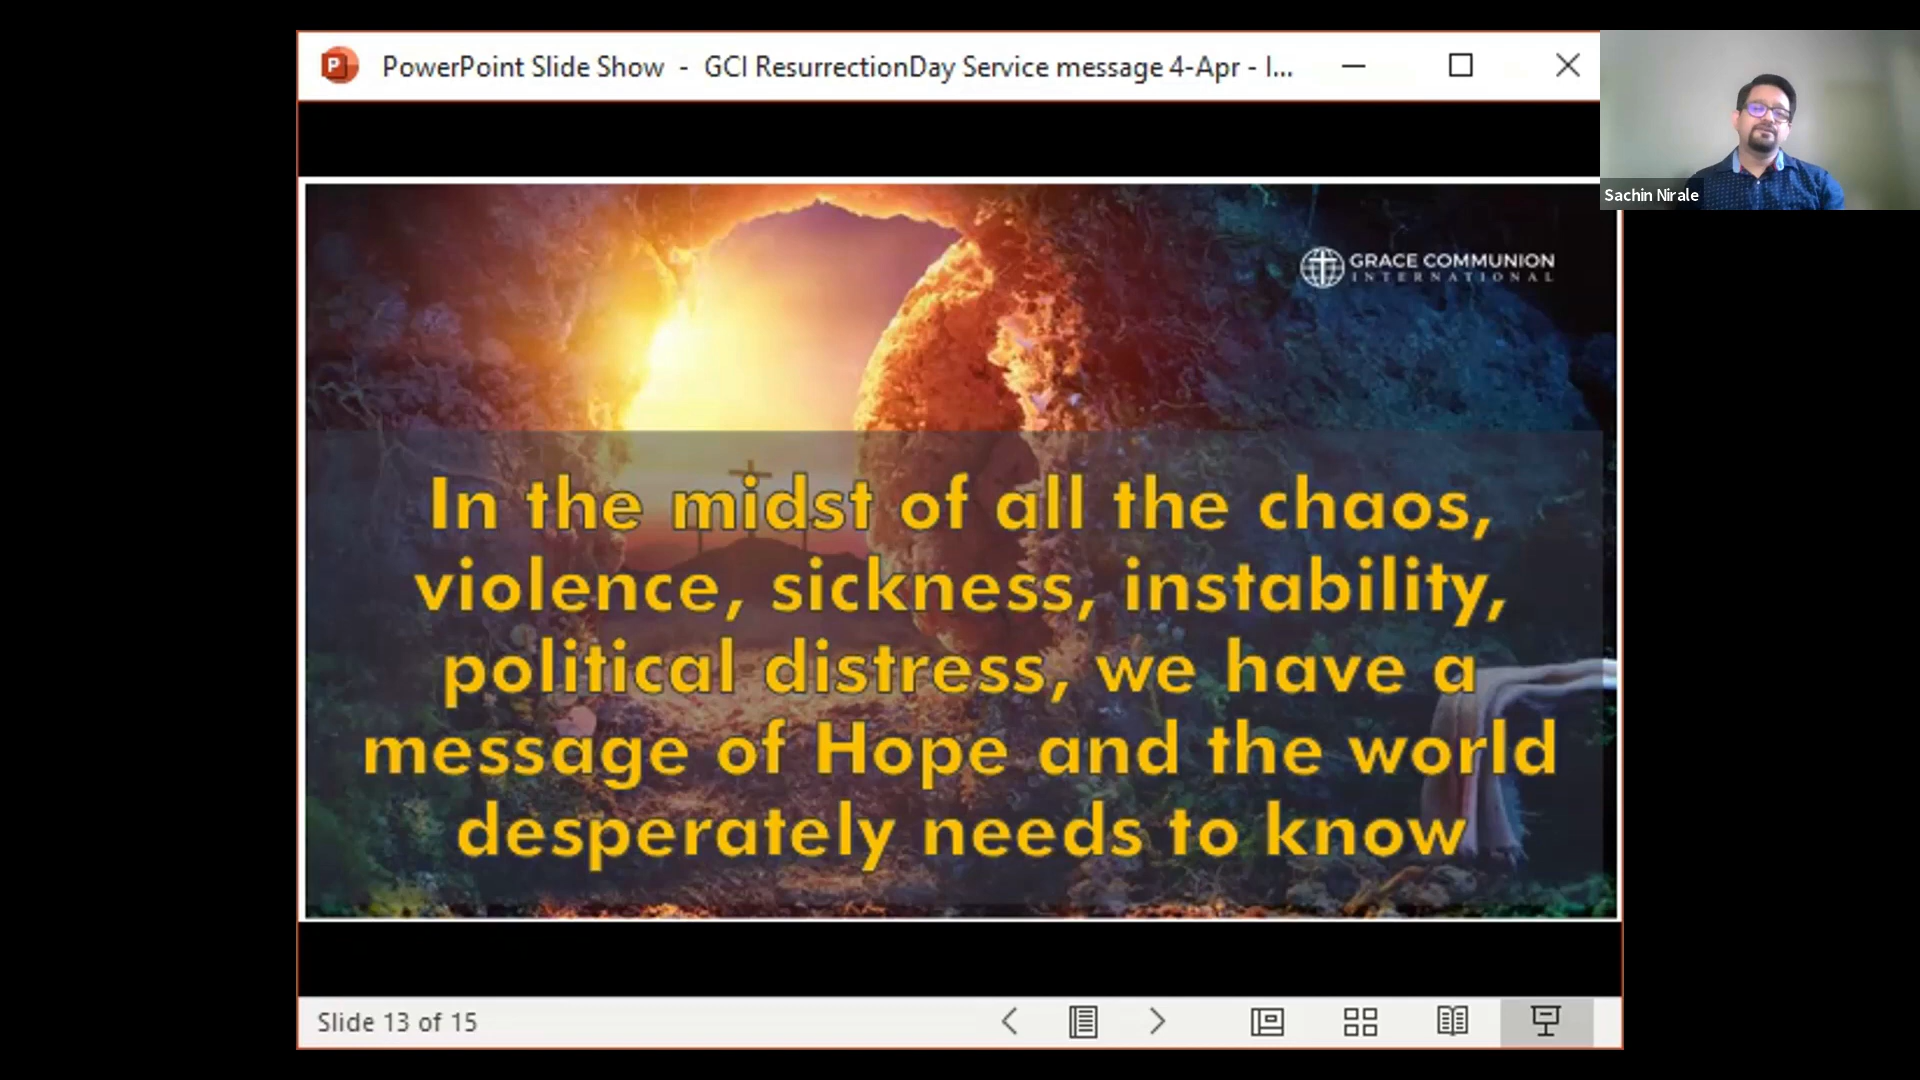 PowerPoint Slide Show - GCI ResurrectionDay Service message 4-Apr - I...
Sachin Nirale
GRACE COMMUNION
INTERNATIONAL
In the midst of all the chaos,
violence, sickness, instability,
political distress, we have a
message of Hope and the world
desperately needs to know
Slide 13 of 15